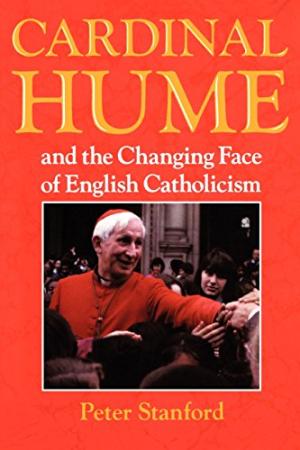 CARDINAL
HUME
and the Changing Face
of English Catholicism
Peter Stanford